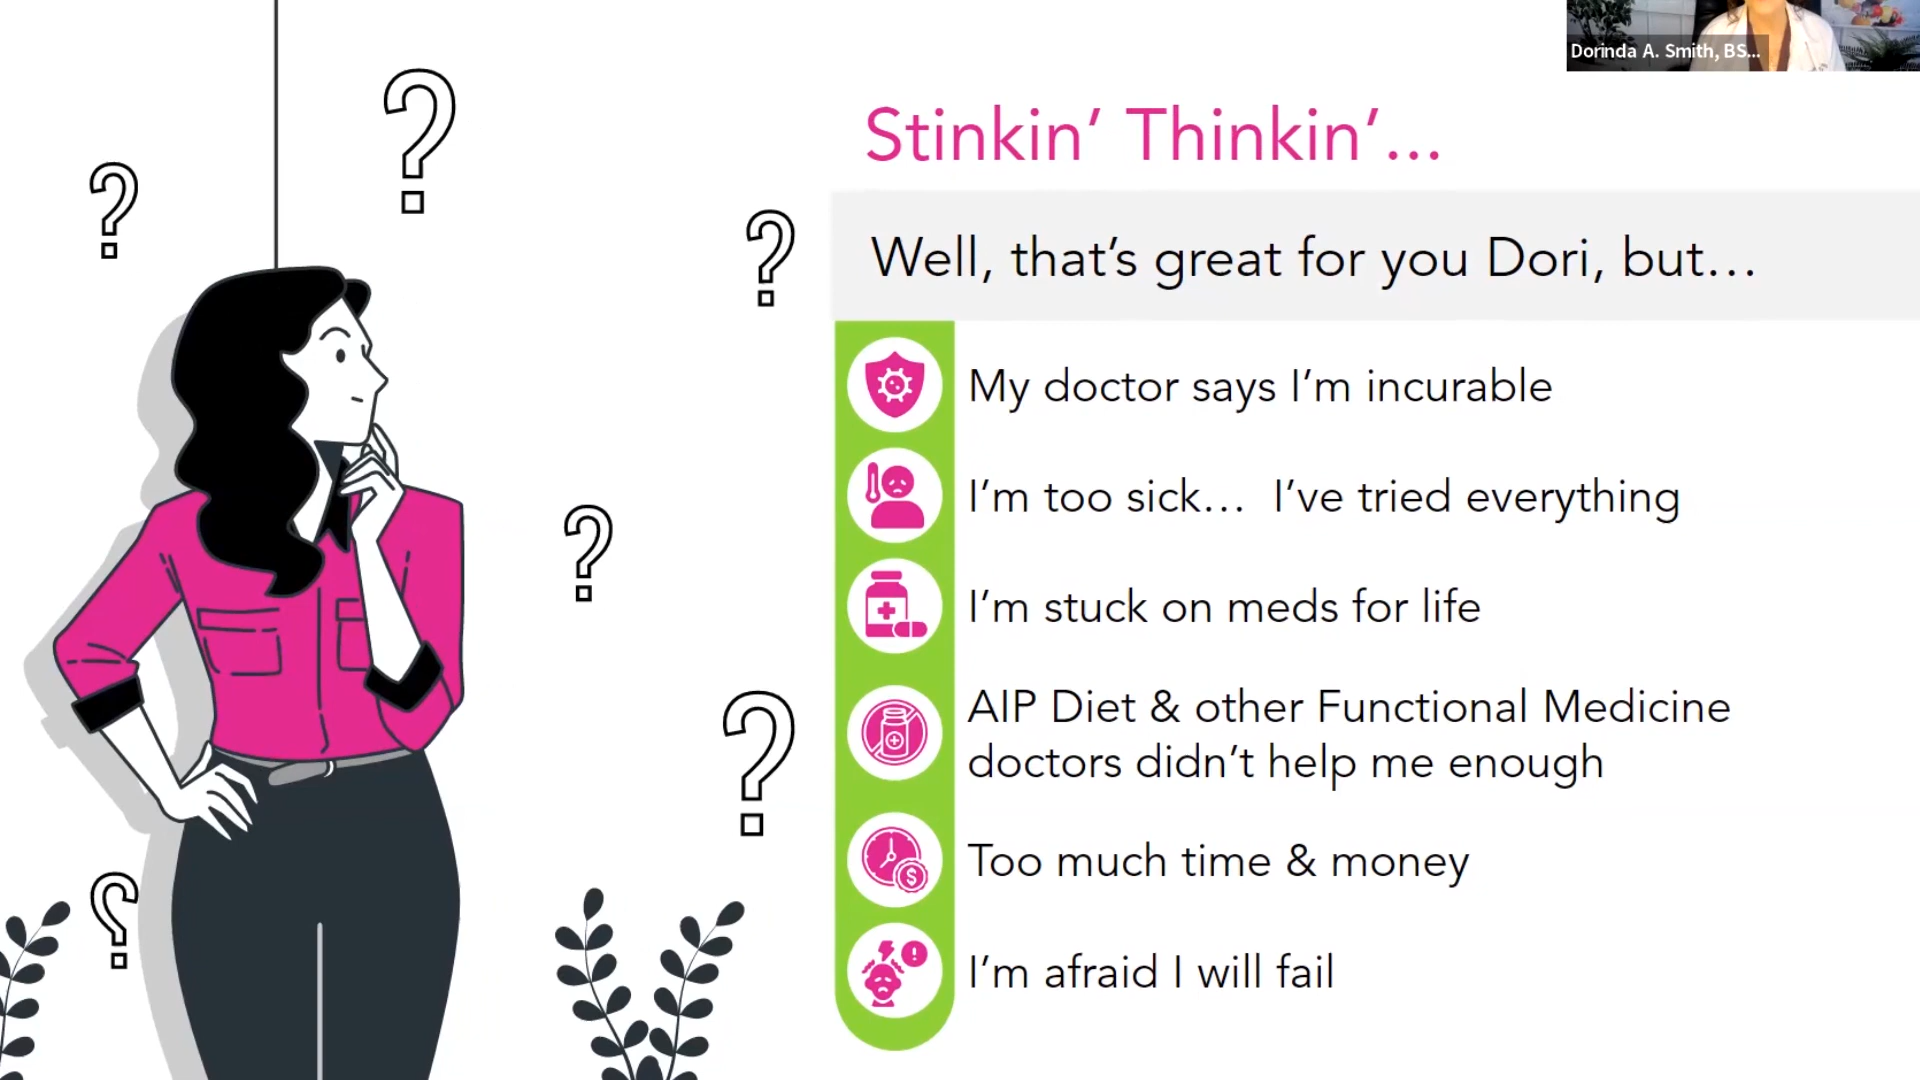 Dorinda A. Smith, BS...
Stinkin’ Thinkin’...
Well, that’s great for you Dori, but...
My doctor says I’m incurable
I’m too sick...  I’ve tried everything
I’m stuck on meds for life
AIP Diet & other Functional Medicine
doctors didn’t help me enough
Too much time & money
I’m afraid I will fail